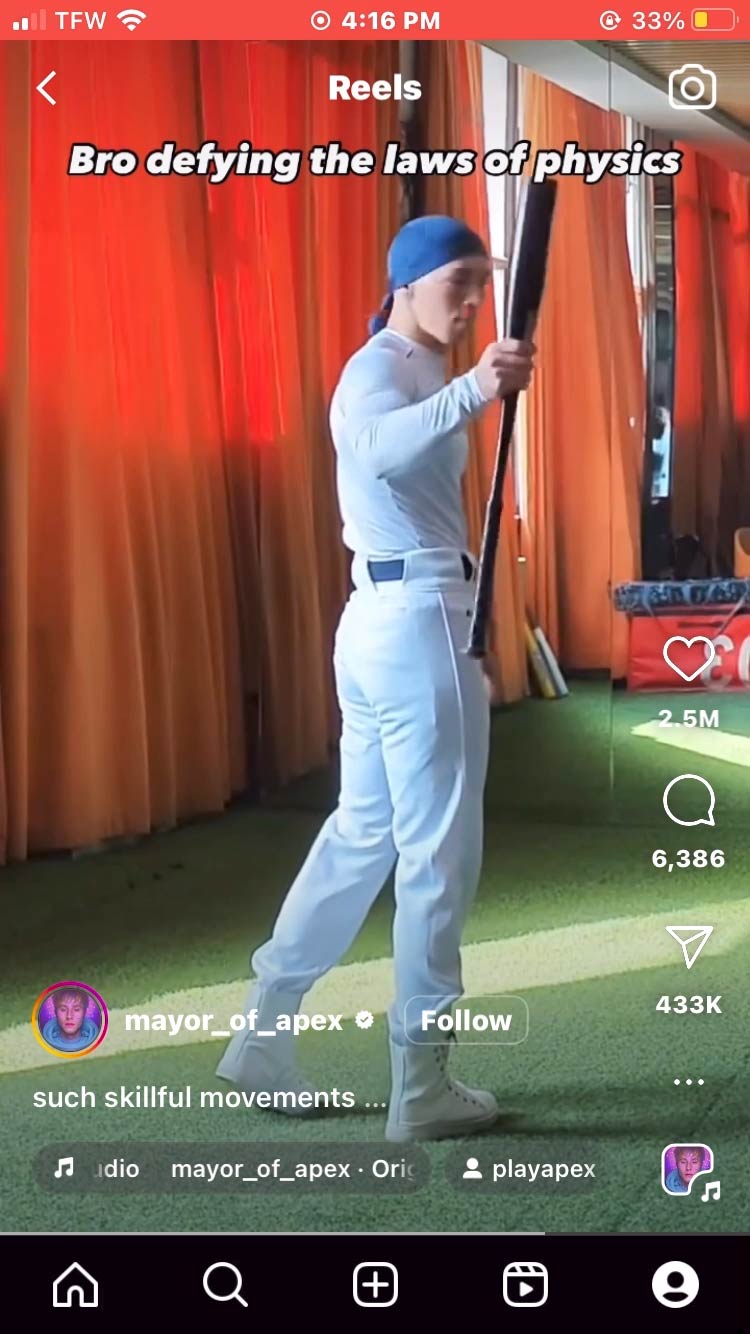 TFW 4:16 PM 33%
Reels
Bro defying the laws of physics
2.5M
6,386
433K
mayor_of_apex Follow
such skillful movements ...
udio mayor_of_apex · Orig playapex